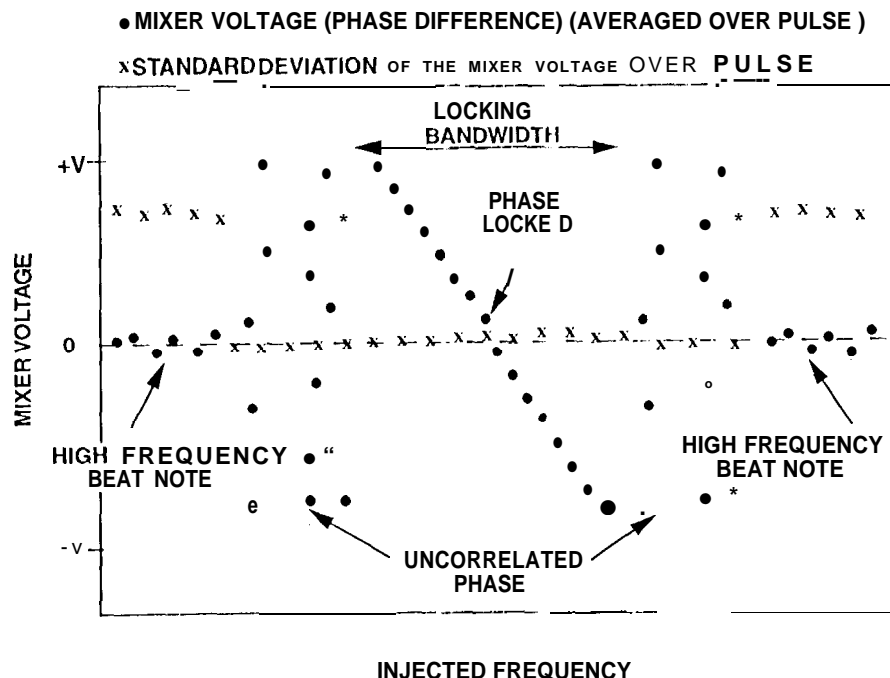 ● MIXER VOLTAGE (PHASE DIFFERENCE) (AVERAGED OVER PULSE )
x STANDARD DEVIATION OF THE MIXER VOLTAGE OVER PULSE
LOCKING
BANDWIDTH
+V
PHASE
LOCKE D
MIXER VOLTAGE
0
HIGH FREQUENCY
BEAT NOTE
HIGH FREQUENCY
BEAT NOTE
-V
UNCORRELATED
PHASE
INJECTED FREQUENCY